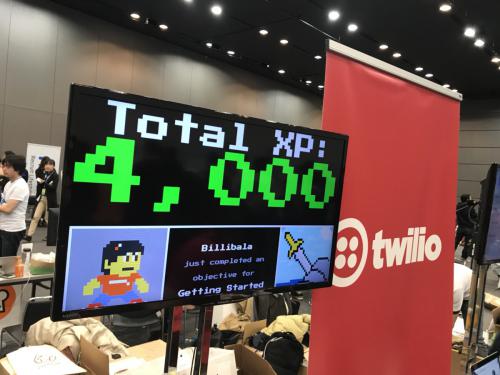 Total XP:
4,000
Billibala
just completed an
objective for
Getting Started
twilio